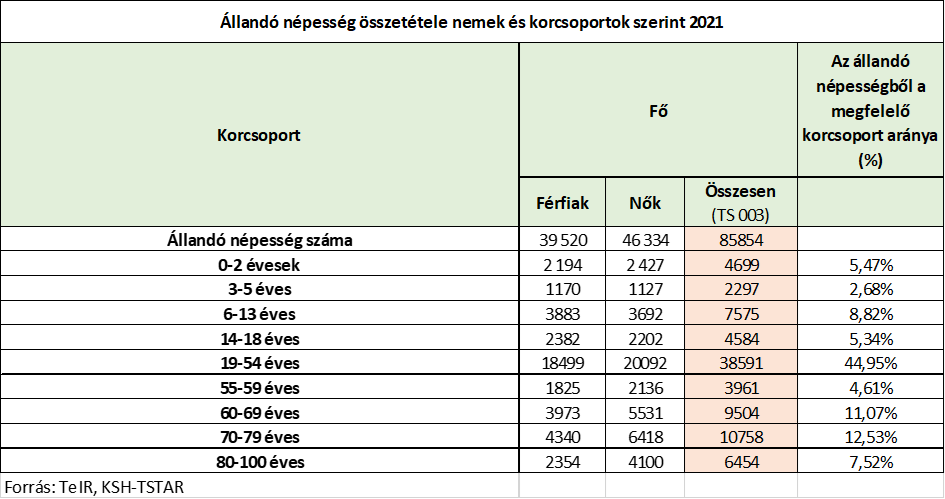 Állandó népesség összetétele nemek és korcsoportok szerint 2021
Korcsoport
Fő
Az állandó
népességből a
megfelelő
korcsoport aránya
(%)
Férfiak Nők Összesen
(TS 003)
Állandó népesség száma 39 520 46 334 85854
0-2 évesek 2 194 2 427 4699 5,47%
3-5 éves 1170 1127 2297 2,68%
6-13 éves 3883 3692 7575 8,82%
14-18 éves 2382 2202 4584 5,34%
19-54 éves 18499 20092 38591 44,95%
55-59 éves 1825 2136 3961 4,61%
60-69 éves 3973 5531 9504 11,07%
70-79 éves 4340 6418 10758 12,53%
80-100 éves 2354 4100 6454 7,52%
Forrás: TeIR, KSH-TSTAR